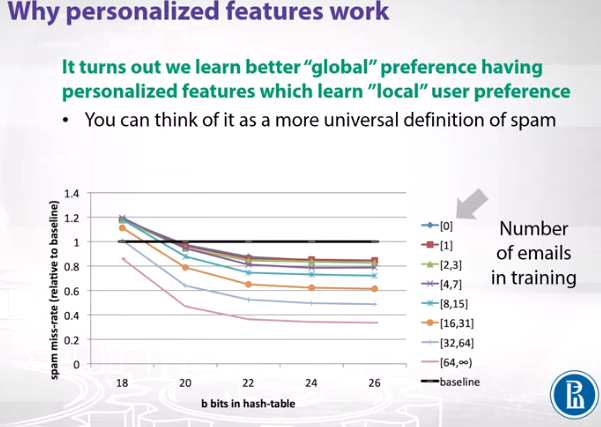 Why personalized features work
It turns out we learn better “global” preference having
personalized features which learn ”local” user preference
• You can think of it as a more universal definition of spam
spam miss-rate (relative to baseline)
1.4
1.2
1
0.8
0.6
0.4
0.2
0
18 20 22 24 26
b bits in hash-table
[0]
[1]
[2,3]
[4,7]
[8,15]
[16,31]
[32,64]
[64,∞)
baseline
Number
of emails
in training